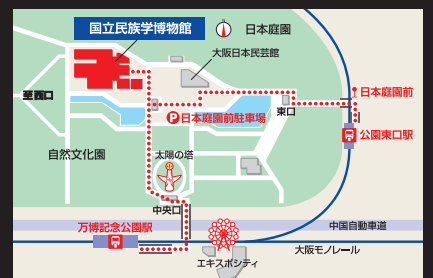 国立民族学博物館
日本庭園
大阪日本民芸館
至西口
日本庭園前
P日本庭園前駐車場
東口
公園東口駅
自然文化園
太陽の塔
中央口
万博記念公園駅
中国自動車道
大阪モノレール
エキスポシティ